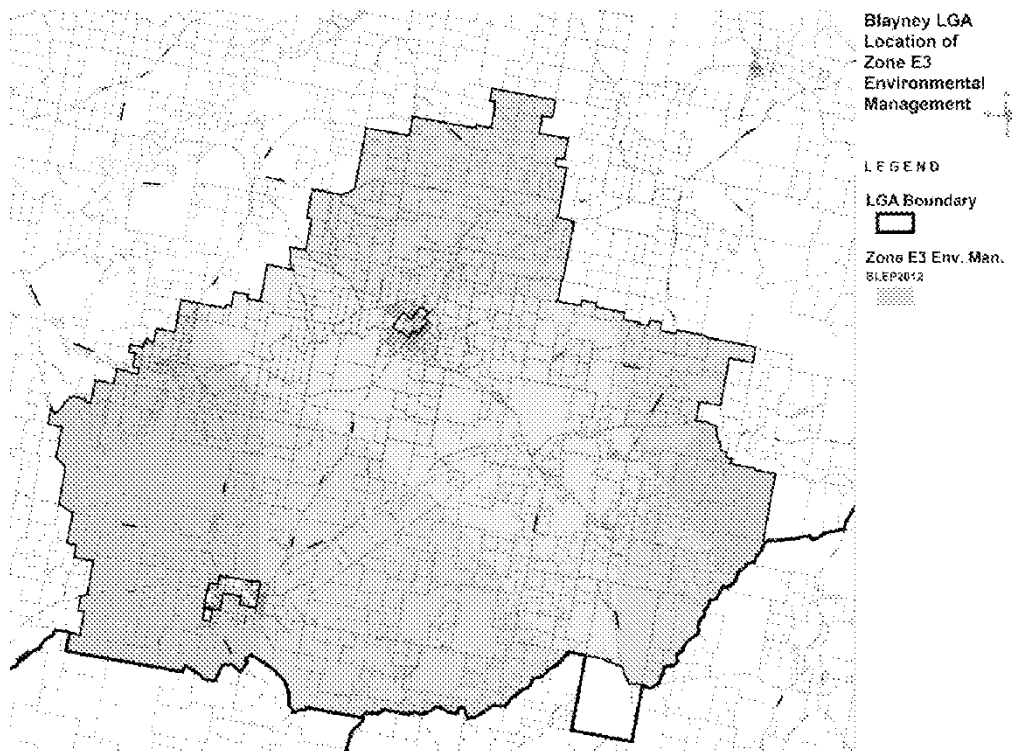 Blayney LGA
Location of
Zone E3
Environmental
Management
LEGEND
LGA Boundary
Zone E3 Env. Man.
BLEP2012